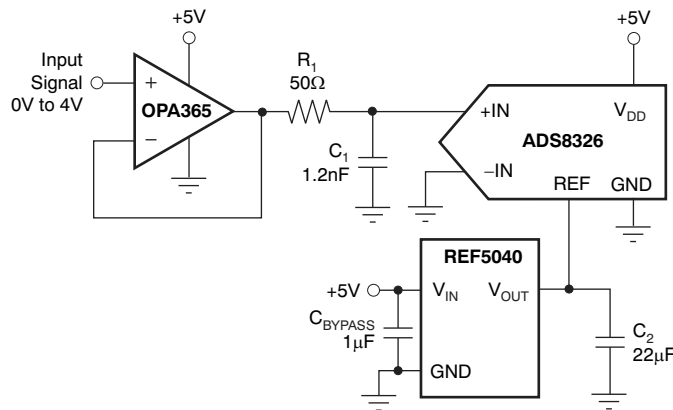 +5V
Input
Signal
0V to 4V
+
−
OPA365
R1
50Ω
C1
1.2nF
+5V
+IN
VDD
ADS8326
−IN
REF
GND
REF5040
+5V
VIN
VOUT
CBYPASS
1µF
GND
C2
22µF